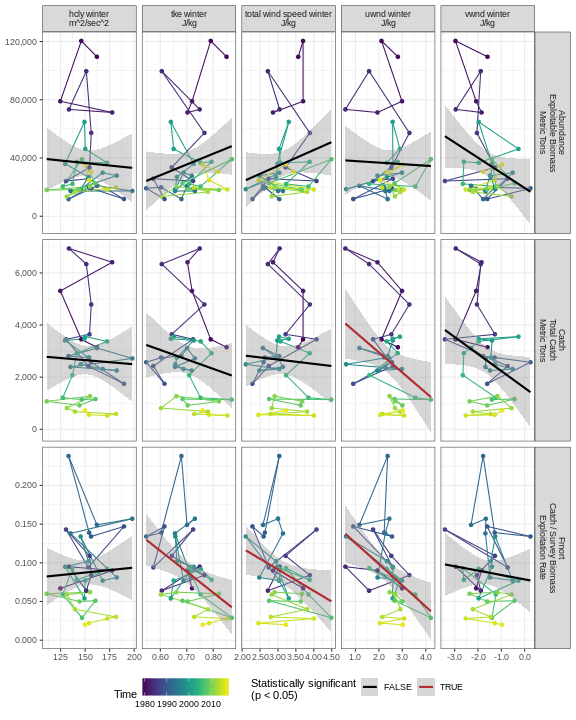 hcly winter
m^2/sec^2
tke winter
J/kg
total wind speed winter
J/kg
uwnd winter
J/kg
vwnd winter
J/kg
120,000
80,000
40,000
0
Abundance
Exploitable Biomass
Metric Tons
6,000
4,000
2,000
0
Catch
Total Catch
Metric Tons
0.200
0.150
0.100
0.050
0.000
Fmort
Catch / Survey Biomass
Exploitation Rate
125 150 175 200
0.60 0.70 0.80
2.00 2.50 3.00 3.50 4.00 4.50
1.0 2.0 3.0 4.0
-3.0 -2.0 -1.0 0.0
Time
1980 1990 2000 2010
Statistically significant
(p < 0.05)
FALSE
TRUE